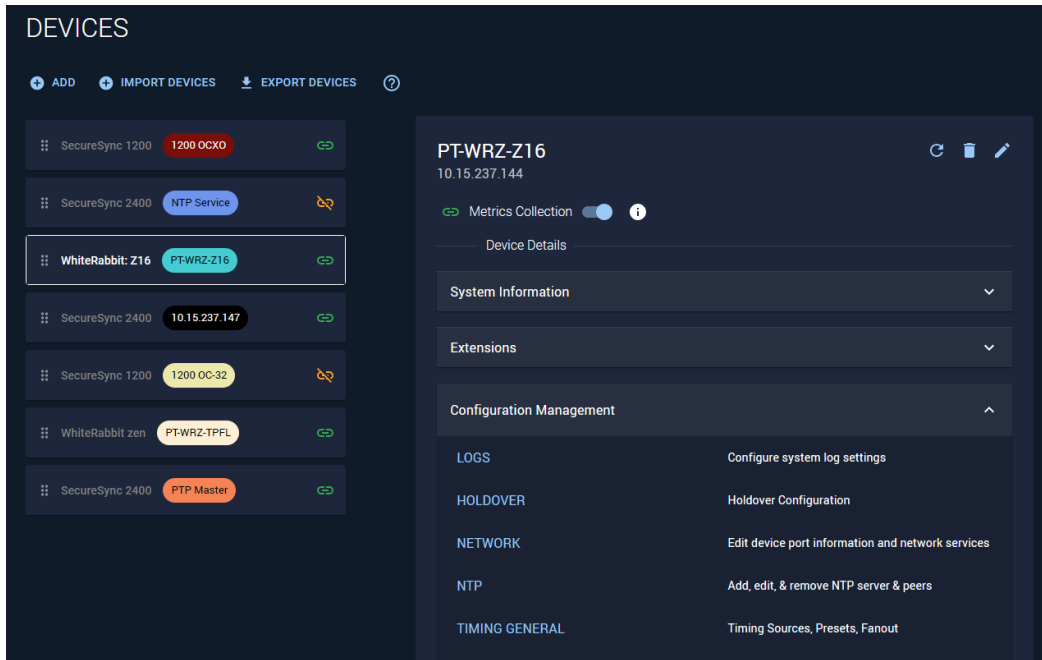 DEVICES
ADD IMPORT DEVICES EXPORT DEVICES
SecureSync 1200 1200 OCXO
SecureSync 2400 NTP Service
WhiteRabbit: Z16 PT-WRZ-Z16
SecureSync 2400 10.15.237.147
SecureSync 1200 1200 OC-32
WhiteRabbit zen PT-WRZ-TPFL
SecureSync 2400 PTP Master
PT-WRZ-Z16
10.15.237.144
Metrics Collection
Device Details
System Information
Extensions
Configuration Management
LOGS Configure system log settings
HOLDOVER Holdover Configuration
NETWORK Edit device port information and network services
NTP Add, edit, & remove NTP server & peers
TIMING GENERAL Timing Sources, Presets, Fanout